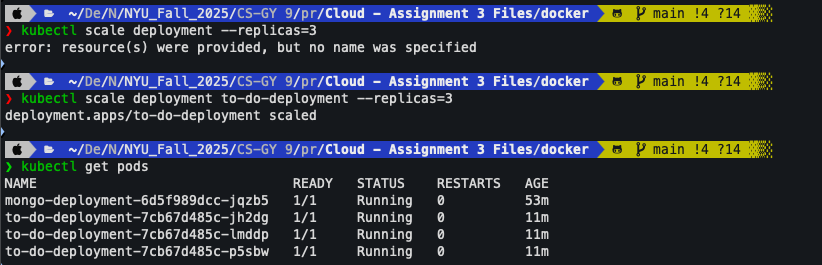 ~/De/N/NYU_Fall_2025/CS-GY 9/pr/Cloud - Assignment 3 Files/docker main !4 ?14
❯ kubectl scale deployment --replicas=3
error: resource(s) were provided, but no name was specified
~/De/N/NYU_Fall_2025/CS-GY 9/pr/Cloud - Assignment 3 Files/docker main !4 ?14
❯ kubectl scale deployment to-do-deployment --replicas=3
deployment.apps/to-do-deployment scaled
~/De/N/NYU_Fall_2025/CS-GY 9/pr/Cloud - Assignment 3 Files/docker main !4 ?14
❯ kubectl get pods
NAME READY STATUS RESTARTS AGE
mongo-deployment-6d5f989dcc-jqzb5 1/1 Running 0 53m
to-do-deployment-7cb67d485c-jh2dg 1/1 Running 0 11m
to-do-deployment-7cb67d485c-lmddp 1/1 Running 0 11m
to-do-deployment-7cb67d485c-p5sbw 1/1 Running 0 11m